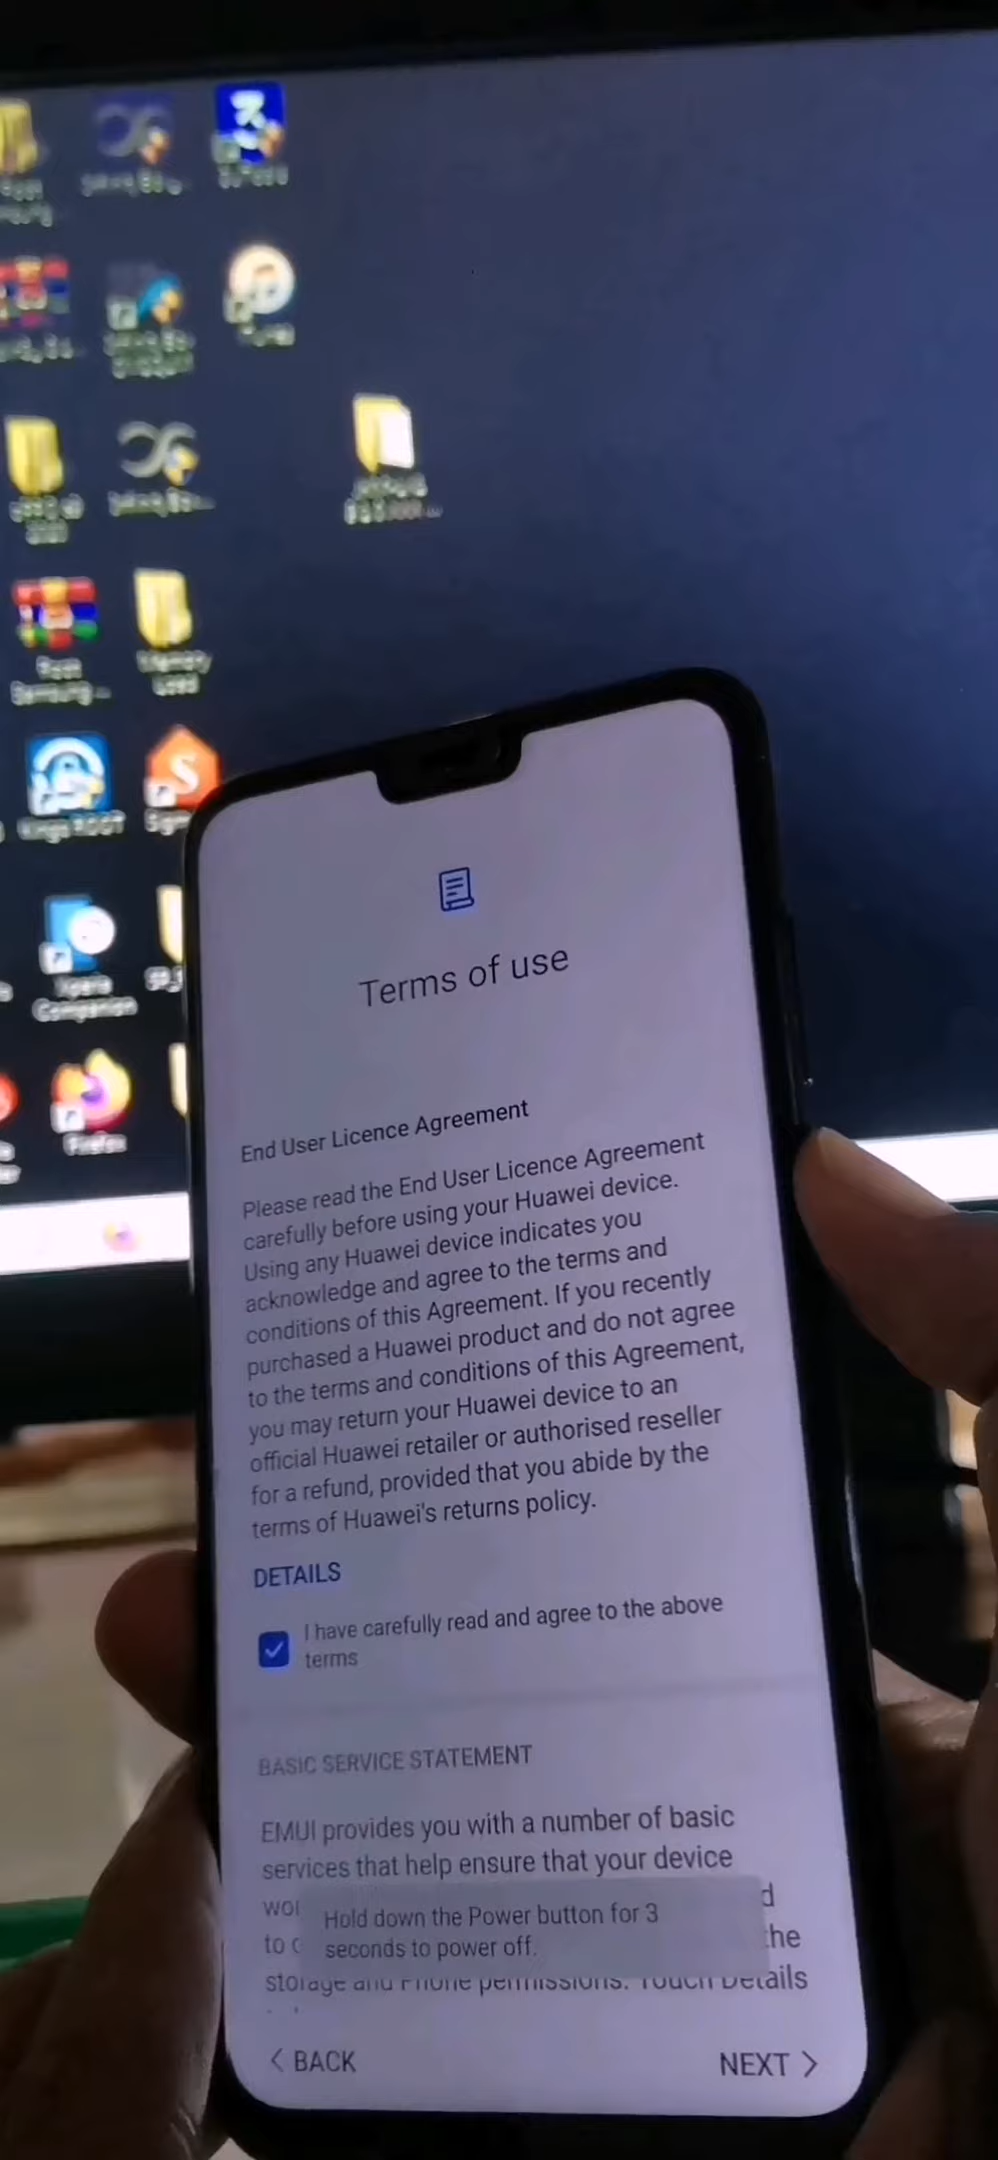 Samsung...
Xperia
Companion
Firefox
Terms of use
End User Licence Agreement
Please read the End User Licence Agreement
carefully before using your Huawei device.
Using any Huawei device indicates you
acknowledge and agree to the terms and
conditions of this Agreement. If you recently
purchased a Huawei product and do not agree
to the terms and conditions of this Agreement,
you may return your Huawei device to an
official Huawei retailer or authorised reseller
for a refund, provided that you abide by the
terms of Huawei's returns policy.
DETAILS
I have carefully read and agree to the above
terms
BASIC SERVICE STATEMENT
EMUI provides you with a number of basic
services that help ensure that your device
Hold down the Power button for 3
seconds to power off.
storage and Phone permissions. Touch Details
BACK
NEXT